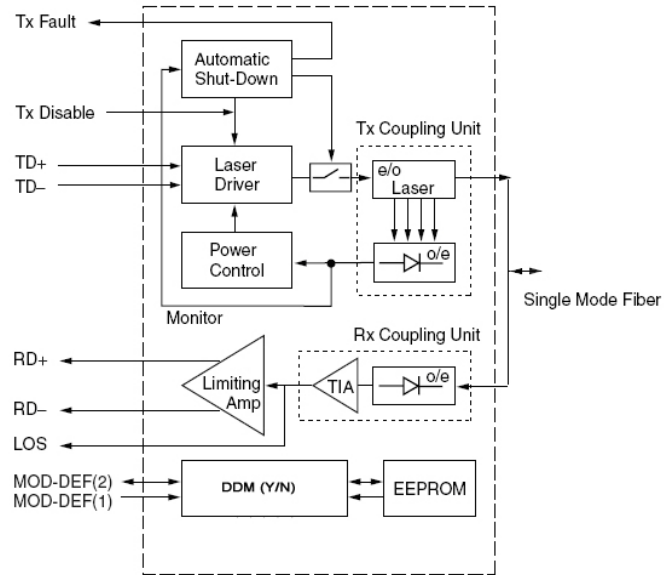 Tx Fault
Automatic
Shut-Down
Tx Disable
Tx Coupling Unit
TD+
TD–
Laser
Driver
e/o
Laser
Power
Control
o/e
Single Mode Fiber
Monitor
Rx Coupling Unit
RD+
RD–
LOS
Limiting
Amp
TIA
o/e
MOD-DEF(2)
MOD-DEF(1)
DDM (Y/N)
EEPROM